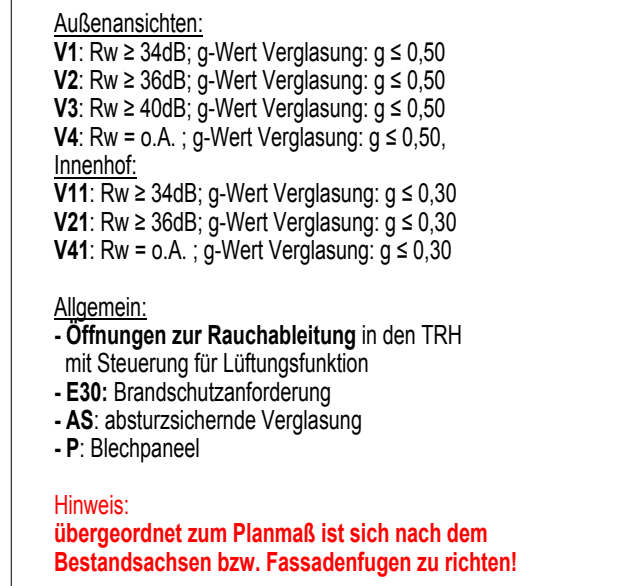 Außenansichten:
V1: Rw ≥ 34dB; g-Wert Verglasung: g ≤ 0,50
V2: Rw ≥ 36dB; g-Wert Verglasung: g ≤ 0,50
V3: Rw ≥ 40dB; g-Wert Verglasung: g ≤ 0,50
V4: Rw = o.A. ; g-Wert Verglasung: g ≤ 0,50,
Innenhof:
V11: Rw ≥ 34dB; g-Wert Verglasung: g ≤ 0,30
V21: Rw ≥ 36dB; g-Wert Verglasung: g ≤ 0,30
V41: Rw = o.A. ; g-Wert Verglasung: g ≤ 0,30
Allgemein:
- Öffnungen zur Rauchableitung in den TRH
mit Steuerung für Lüftungsfunktion
- E30: Brandschutzanforderung
- AS: absturzsichernde Verglasung
- P: Blechpaneel
Hinweis:
übergeordnet zum Planmaß ist sich nach dem
Bestandsachsen bzw. Fassadenfugen zu richten!